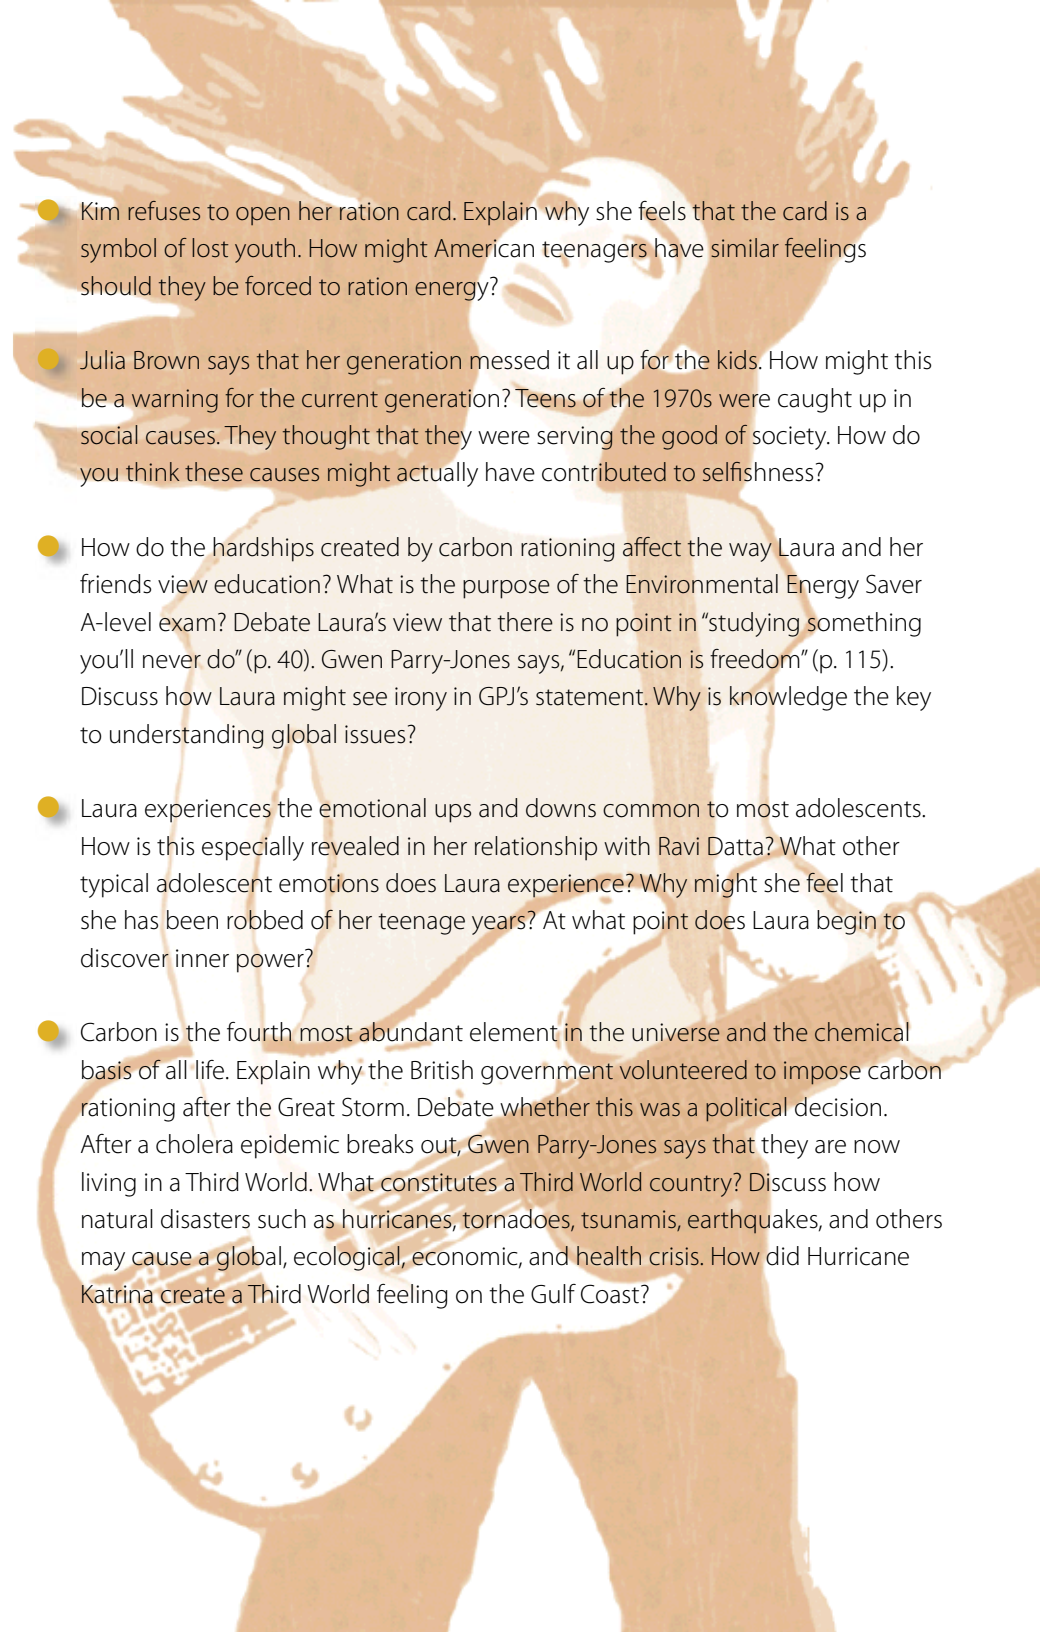 Kim refuses to open her ration card. Explain why she feels that the card is a
symbol of lost youth. How might American teenagers have similar feelings
should they be forced to ration energy?
Julia Brown says that her generation messed it all up for the kids. How might this
be a warning for the current generation? Teens of the 1970s were caught up in
social causes. They thought that they were serving the good of society. How do
you think these causes might actually have contributed to selfishness?
How do the hardships created by carbon rationing affect the way Laura and her
friends view education? What is the purpose of the Environmental Energy Saver
A-level exam? Debate Laura’s view that there is no point in “studying something
you’ll never do” (p. 40). Gwen Parry-Jones says, “Education is freedom” (p. 115).
Discuss how Laura might see irony in GPJ’s statement. Why is knowledge the key
to understanding global issues?
Laura experiences the emotional ups and downs common to most adolescents.
How is this especially revealed in her relationship with Ravi Datta? What other
typical adolescent emotions does Laura experience? Why might she feel that
she has been robbed of her teenage years? At what point does Laura begin to
discover inner power?
Carbon is the fourth most abundant element in the universe and the chemical
basis of all life. Explain why the British government volunteered to impose carbon
rationing after the Great Storm. Debate whether this was a political decision.
After a cholera epidemic breaks out, Gwen Parry-Jones says that they are now
living in a Third World. What constitutes a Third World country? Discuss how
natural disasters such as hurricanes, tornadoes, tsunamis, earthquakes, and others
may cause a global, ecological, economic, and health crisis. How did Hurricane
Katrina create a Third World feeling on the Gulf Coast?